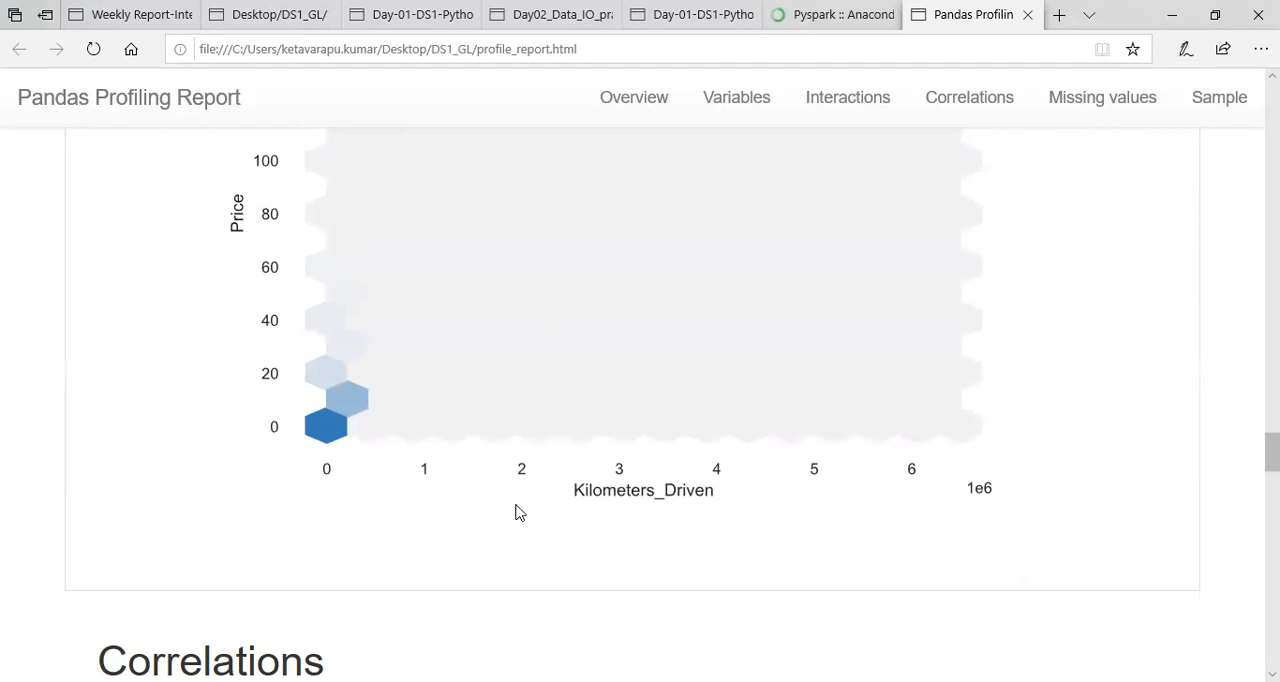 Weekly Report-Inte
Desktop/DS1_GL/
Day-01-DS1-Pytho
Day02_Data_IO_pra
Day-01-DS1-Pytho
Pyspark :: Anacond
Pandas Profilin
file:///C:/Users/ketavarapu.kumar/Desktop/DS1_GL/profile_report.html
Pandas Profiling Report
Overview
Variables
Interactions
Correlations
Missing values
Sample
100
80
60
40
20
0
Price
0 1 2 3 4 5 6
1e6
Kilometers_Driven
Correlations